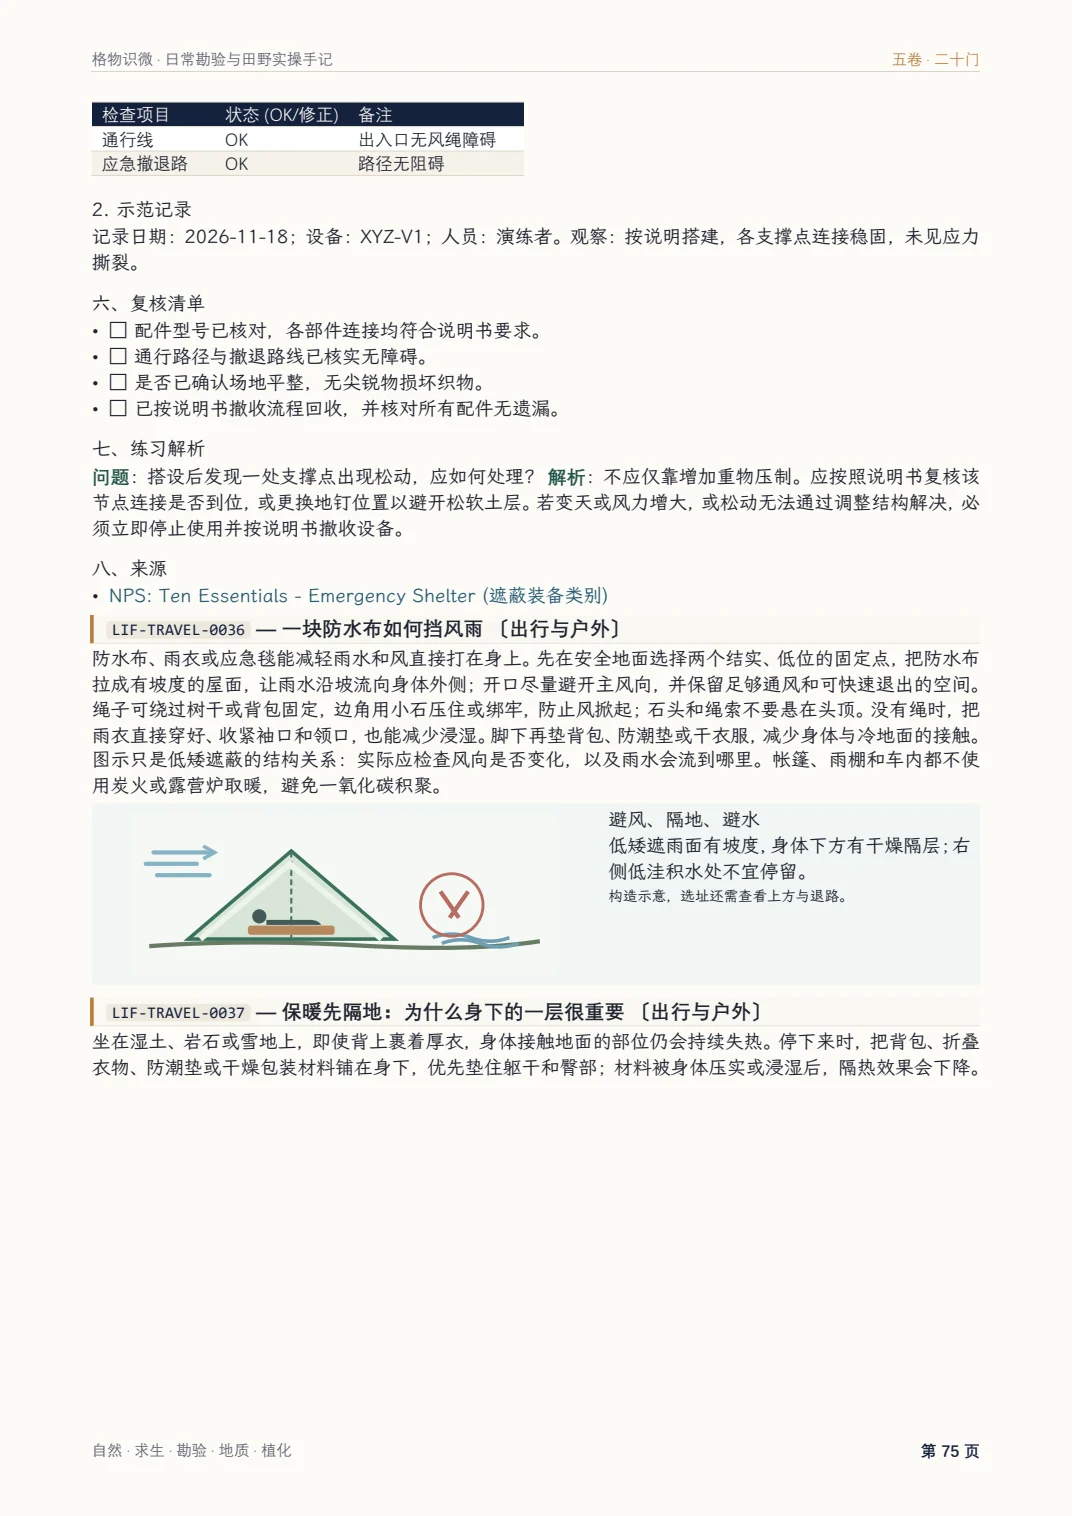 格物识微 · 日常勘验与田野实操手记
五卷 · 二十门
检查项目 状态 (OK/修正) 备注
通行线 OK 出入口无风绳障碍
应急撤退路 OK 路径无阻碍
2. 示范记录
记录日期：2026-11-18；设备：XYZ-V1；人员：演练者。观察：按说明搭建，各支撑点连接稳固，未见应力
撕裂。
六、复核清单
• ☐ 配件型号已核对，各部件连接均符合说明书要求。
• ☐ 通行路径与撤退路线已核实无障碍。
• ☐ 是否已确认场地平整，无尖锐物损坏织物。
• ☐ 已按说明书撤收流程回收，并核对所有配件无遗漏。
七、练习解析
问题：搭设后发现一处支撑点出现松动，应如何处理？ 解析：不应仅靠增加重物压制。应按照说明书复核该
节点连接是否到位，或更换地钉位置以避开松软土层。若变天或风力增大，或松动无法通过调整结构解决，必
须立即停止使用并按说明书撤收设备。
八、来源
• NPS: Ten Essentials - Emergency Shelter (遮蔽装备类别)
LIF-TRAVEL-0036 — 一块防水布如何挡风雨 〔出行与户外〕
防水布、雨衣或应急毯能减轻雨水和风直接打在身上。先在安全地面选择两个结实、低位的固定点，把防水布
拉成有坡度的屋面，让雨水沿坡流向身体外侧；开口尽量避开主风向，并保留足够通风和可快速退出的空间。
绳子可绕过树干或背包固定，边角用小石压住或绑牢，防止风掀起；石头和绳索不要悬在头顶。没有绳时，把
雨衣直接穿好、收紧袖口和领口，也能减少浸湿。脚下再垫背包、防潮垫或干衣服，减少身体与冷地面的接触。
图示只是低矮遮蔽的结构关系：实际应检查风向是否变化，以及雨水会流到哪里。帐篷、雨棚和车内都不使
用炭火或露营炉取暖，避免一氧化碳积聚。
避风、隔地、避水
低矮遮雨面有坡度，身体下方有干燥隔层；右
侧低洼积水处不宜停留。
构造示意，选址还需查看上方与退路。
LIF-TRAVEL-0037 — 保暖先隔地：为什么身下的一层很重要 〔出行与户外〕
坐在湿土、岩石或雪地上，即使背上裹着厚衣，身体接触地面的部位仍会持续失热。停下来时，把背包、折叠
衣物、防潮垫或干燥包装材料铺在身下，优先垫住躯干和臀部；材料被身体压实或浸湿后，隔热效果会下降。
自然 · 求生 · 勘验 · 地质 · 植化
第 75 页